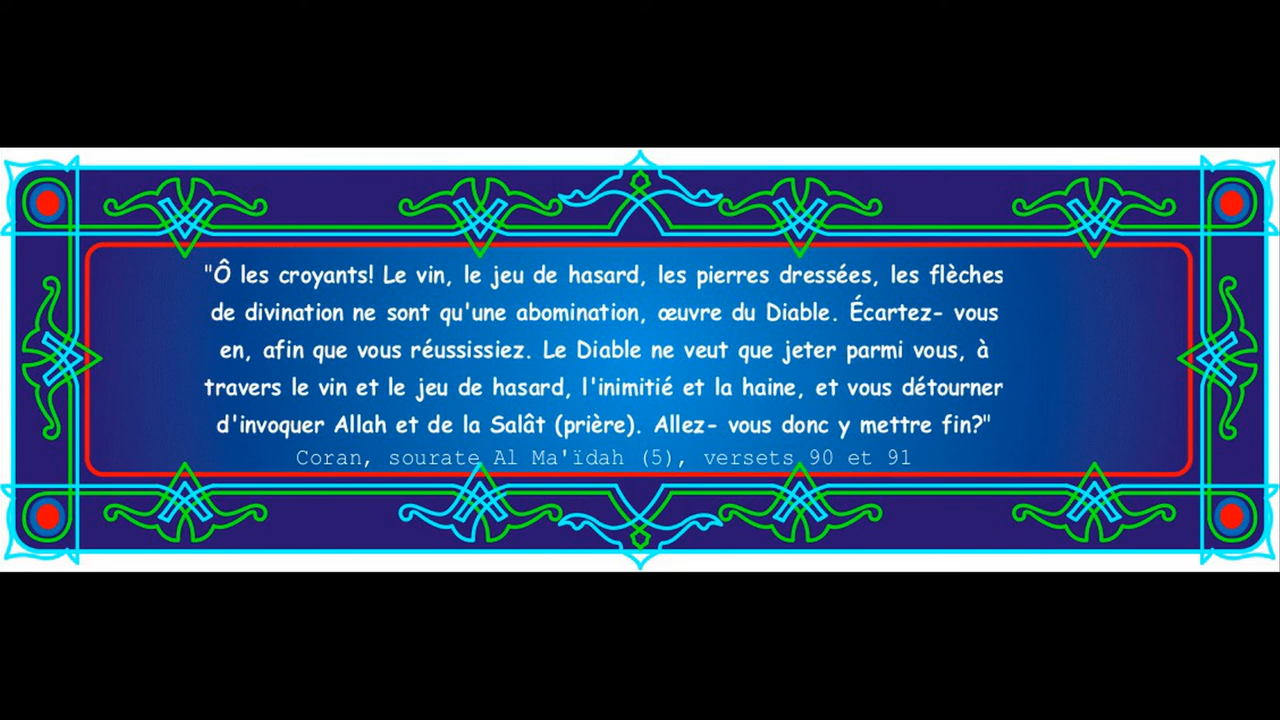 "Ô les croyants! Le vin, le jeu de hasard, les pierres dressées, les flèches
de divination ne sont qu'une abomination, œuvre du Diable. Écartez- vous
en, afin que vous réussissiez. Le Diable ne veut que jeter parmi vous, à
travers le vin et le jeu de hasard, l'inimitié et la haine, et vous détourner
d'invoquer Allah et de la Salât (prière). Allez- vous donc y mettre fin?"
Coran, sourate Al Ma'ïdah (5), versets 90 et 91